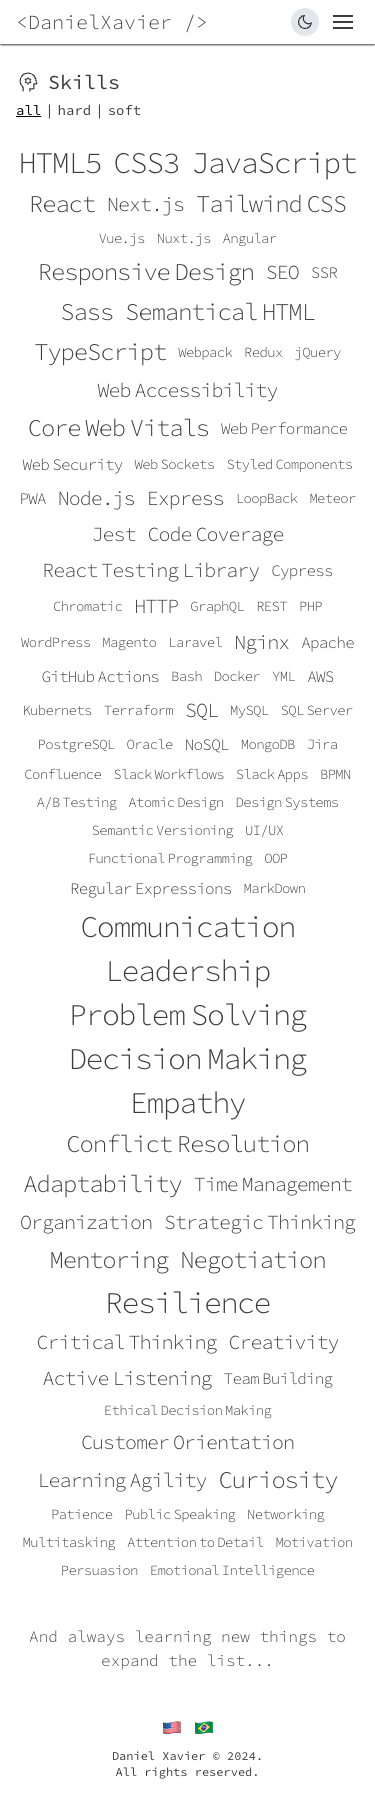 <DanielXavier />
Skills
all | hard | soft
HTML5 CSS3 JavaScript
React Next.js Tailwind CSS
Vue.js Nuxt.js Angular
Responsive Design SEO SSR
Sass Semantical HTML
TypeScript Webpack Redux jQuery
Web Accessibility
Core Web Vitals Web Performance
Web Security Web Sockets Styled Components
PWA Node.js Express LoopBack Meteor
Jest Code Coverage
React Testing Library Cypress
Chromatic HTTP GraphQL REST PHP
WordPress Magento Laravel Nginx Apache
GitHub Actions Bash Docker YML AWS
Kubernets Terraform SQL MySQL SQL Server
PostgreSQL Oracle NoSQL MongoDB Jira
Confluence Slack Workflows Slack Apps BPMN
A/B Testing Atomic Design Design Systems
Semantic Versioning UI/UX
Functional Programming OOP
Regular Expressions MarkDown
Communication
Leadership
Problem Solving
Decision Making
Empathy
Conflict Resolution
Adaptability Time Management
Organization Strategic Thinking
Mentoring Negotiation
Resilience
Critical Thinking Creativity
Active Listening Team Building
Ethical Decision Making
Customer Orientation
Learning Agility Curiosity
Patience Public Speaking Networking
Multitasking Attention to Detail Motivation
Persuasion Emotional Intelligence
And always learning new things to
expand the list...
Daniel Xavier © 2024.
All rights reserved.